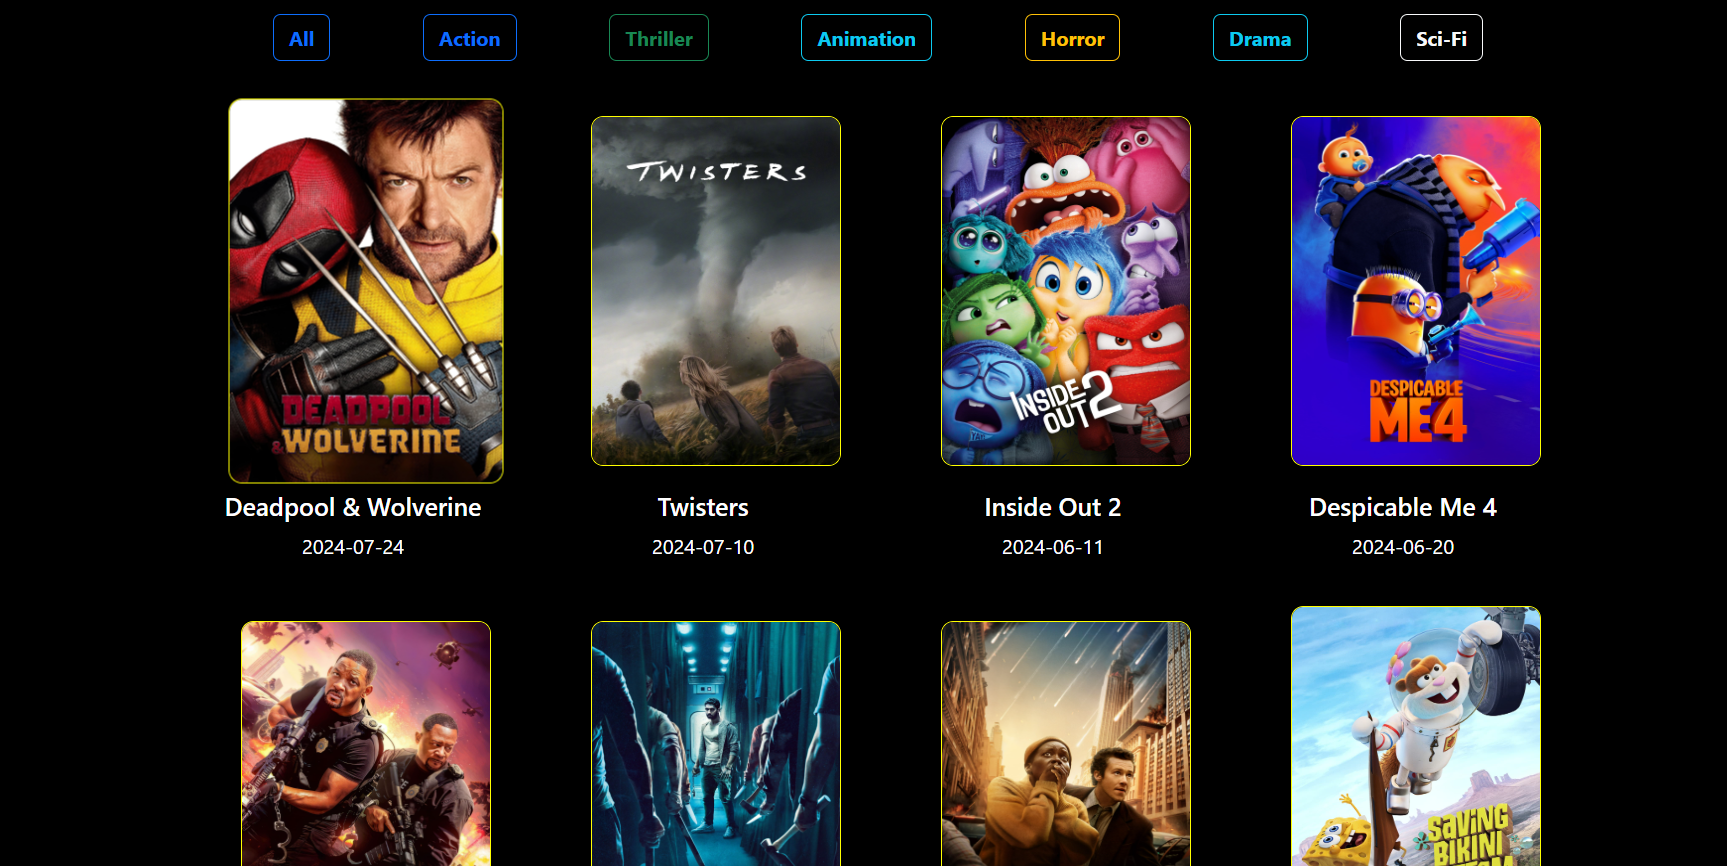 All
Action
Thriller
Animation
Horror
Drama
Sci-Fi
TWISTERS
INSIDE
OUT 2
DESPICABLE
ME 4
DEADPOOL
& WOLVERINE
Deadpool & Wolverine
Twisters
Inside Out 2
Despicable Me 4
2024-07-24
2024-07-10
2024-06-11
2024-06-20
SAVING
BIKINI